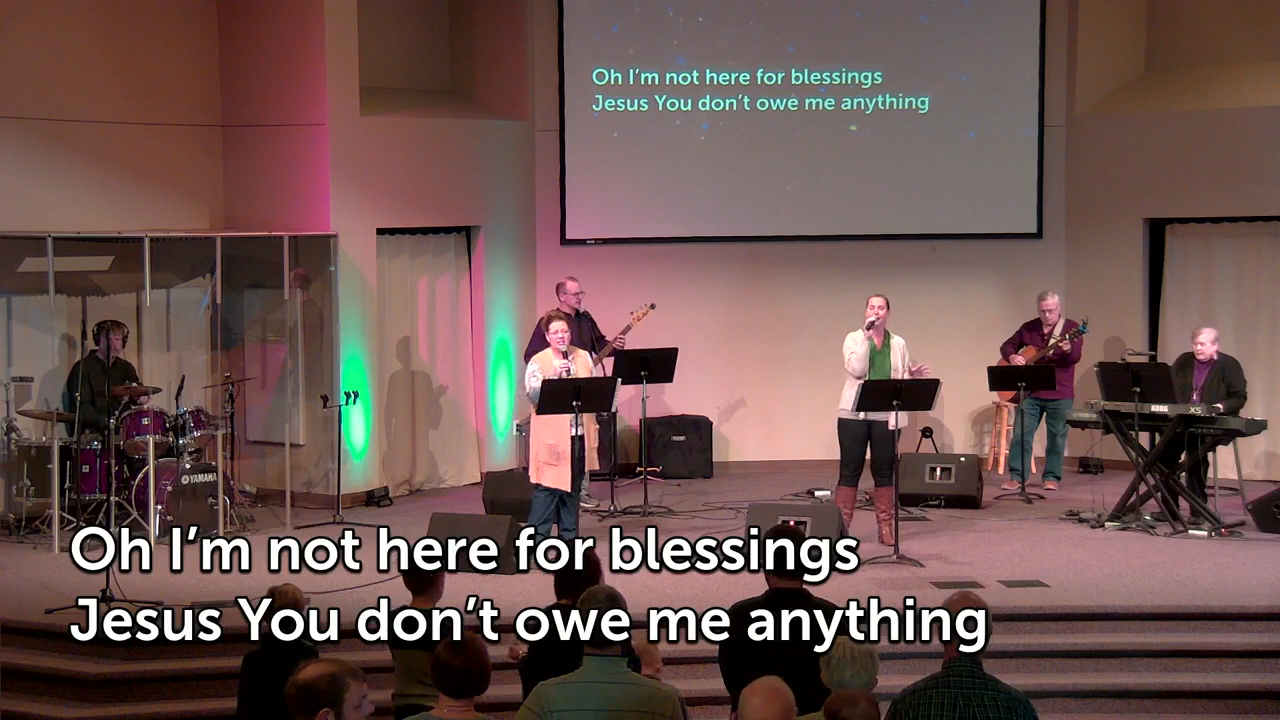 Oh I'm not here for blessings
Jesus You don't owe me anything
KORG
X5
YAMAHA
Oh I'm not here for blessings
Jesus You don't owe me anything